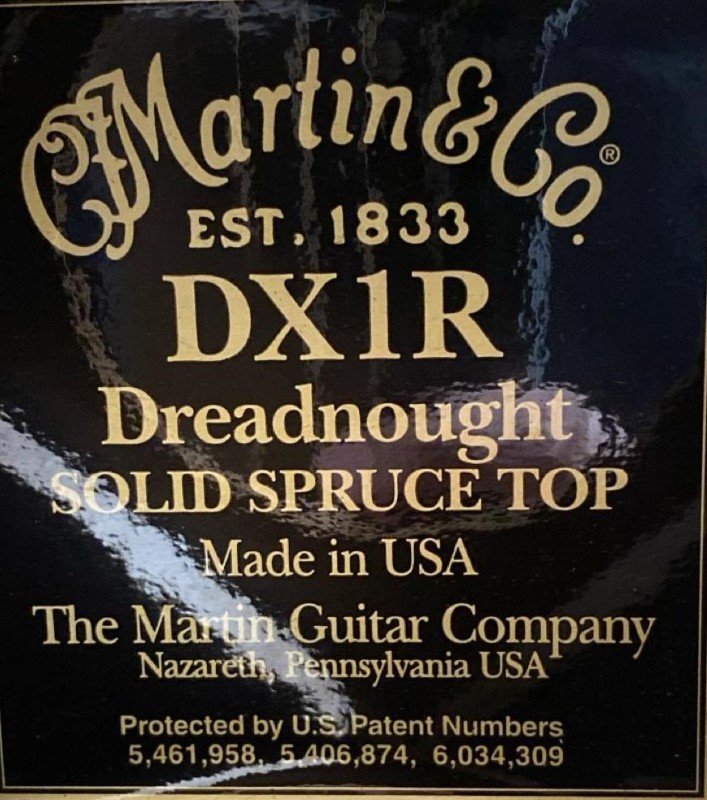 CFMartin & Co.®
EST. 1833
DX1R
Dreadnought
SOLID SPRUCE TOP
Made in USA
The Martin Guitar Company
Nazareth, Pennsylvania USA
Protected by U.S. Patent Numbers
5,461,958, 5,406,874, 6,034,309